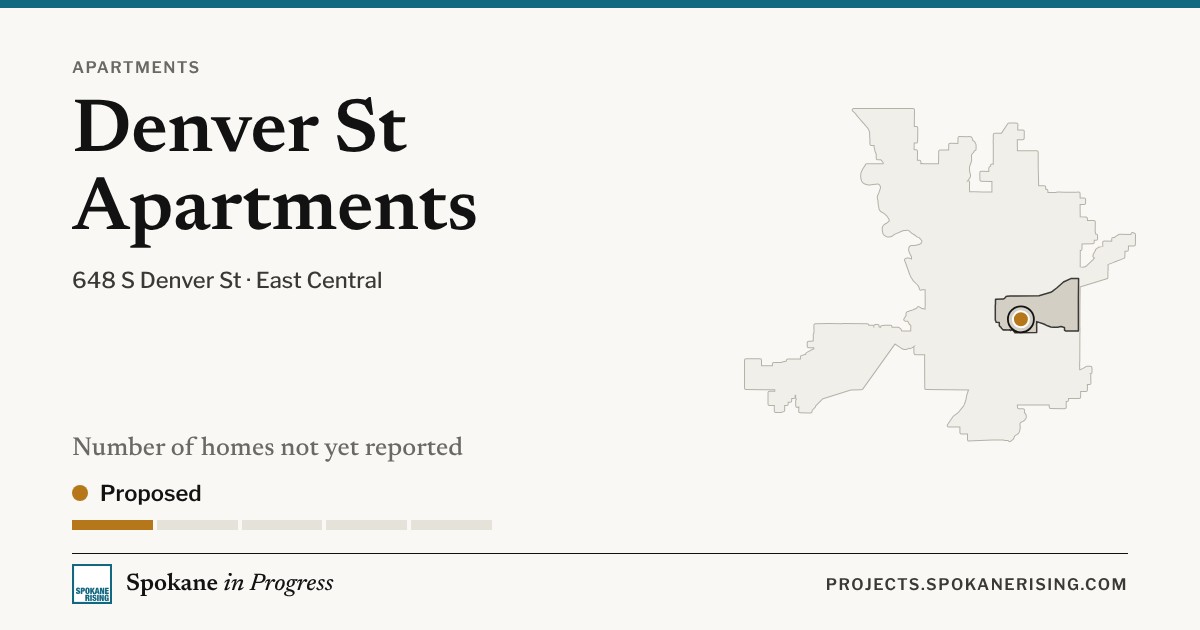 APARTMENTS
Denver St
Apartments
648 S Denver St · East Central
Number of homes not yet reported
Proposed
SPOKANE
RISING
Spokane in Progress
PROJECTS.SPOKANERISING.COM